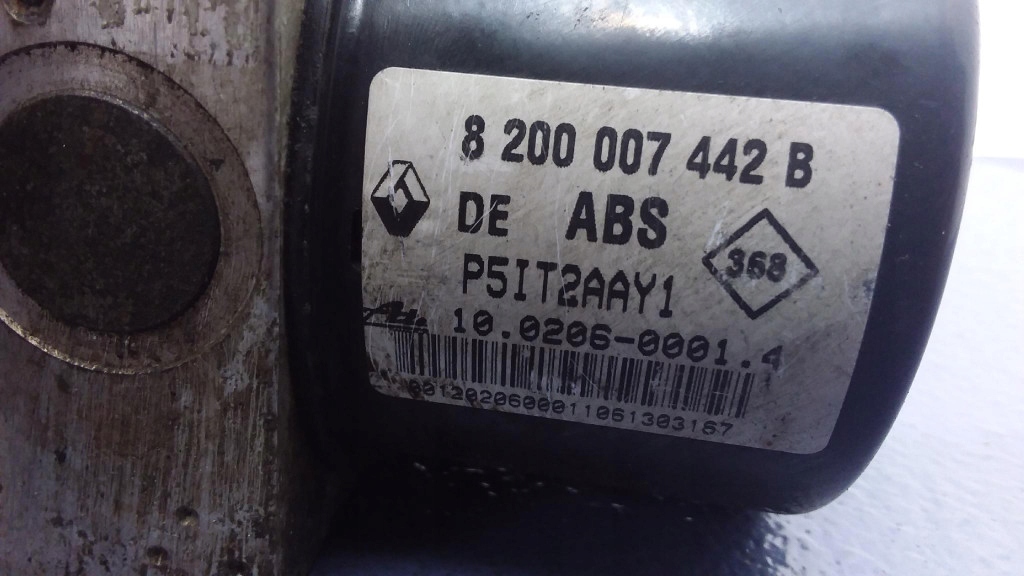 8 200 007 442 B
DE ABS
368
P5IT2AAY1
10.0206-0001.4